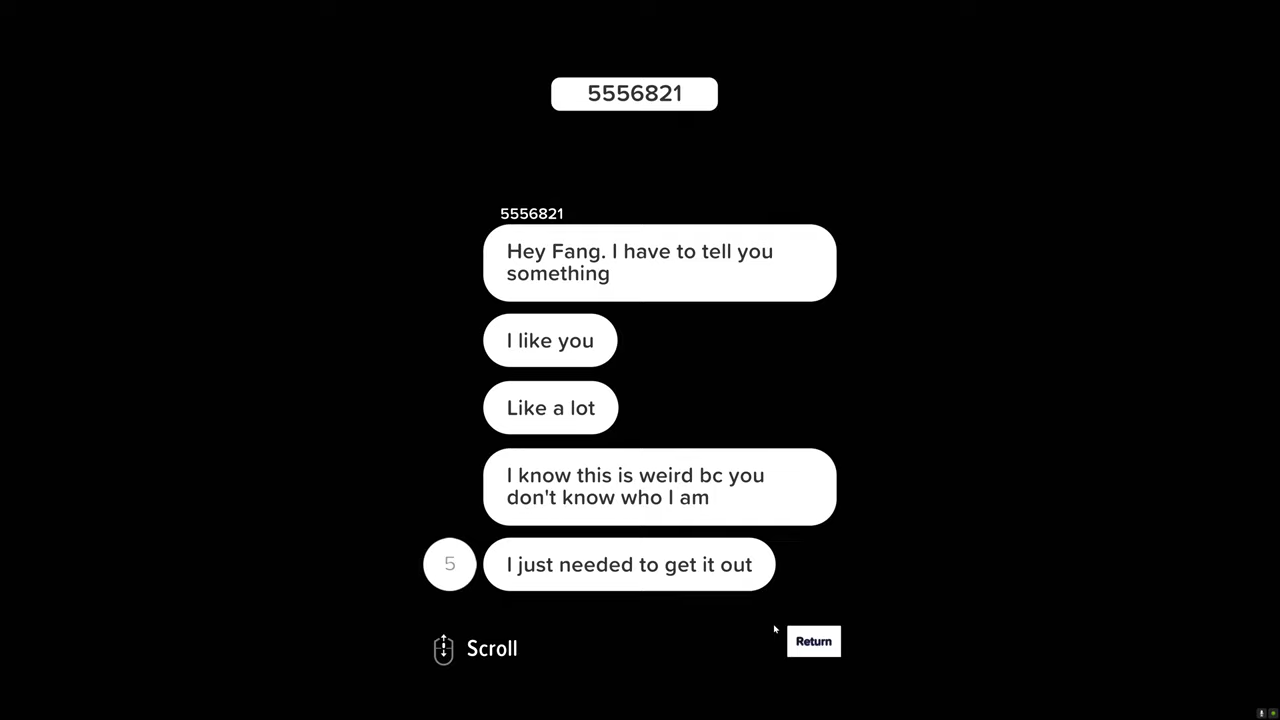 5556821
5556821
Hey Fang. I have to tell you
something
I like you
Like a lot
I know this is weird bc you
don't know who I am
5
I just needed to get it out
Scroll
Return